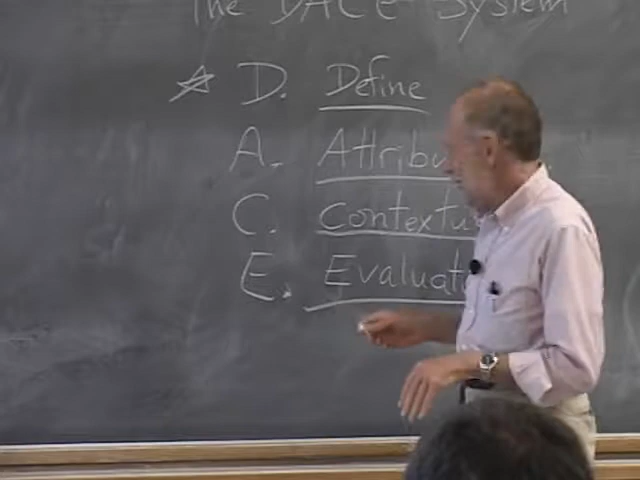 The DACE System
D. Define
A. Attribu
C. Contextu
E. Evaluat